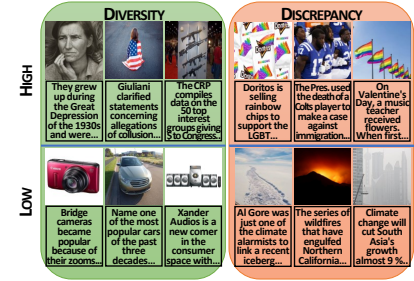 DIVERSITY
DISCREPANCY
HIGH
They grew
up during
the Great
Depression
of the 1930s
and were...
Giuliani
clarified
statements
concerning
allegations
of collusion...
The CRP
compiles
data on the
50 top
interest
groups giving
$ to Congress...
Doritos is
selling
rainbow
chips to
support the
LGBT...
The Pres. used
the death of a
Colts player to
make a case
against
immigration...
On
Valentine's
Day, a music
teacher
received
flowers.
When first...
LOW
Bridge
cameras
became
popular
because of
their zooms...
Name one
of the most
popular cars
of the past
three
decades...
Xander
Audios is a
new comer
in the
consumer
space with...
Al Gore was
just one of
the climate
alarmists to
link a recent
iceberg...
The series of
wildfires
that have
engulfed
Northern
California...
Climate
change will
cut South
Asia's
growth
almost 9 %...